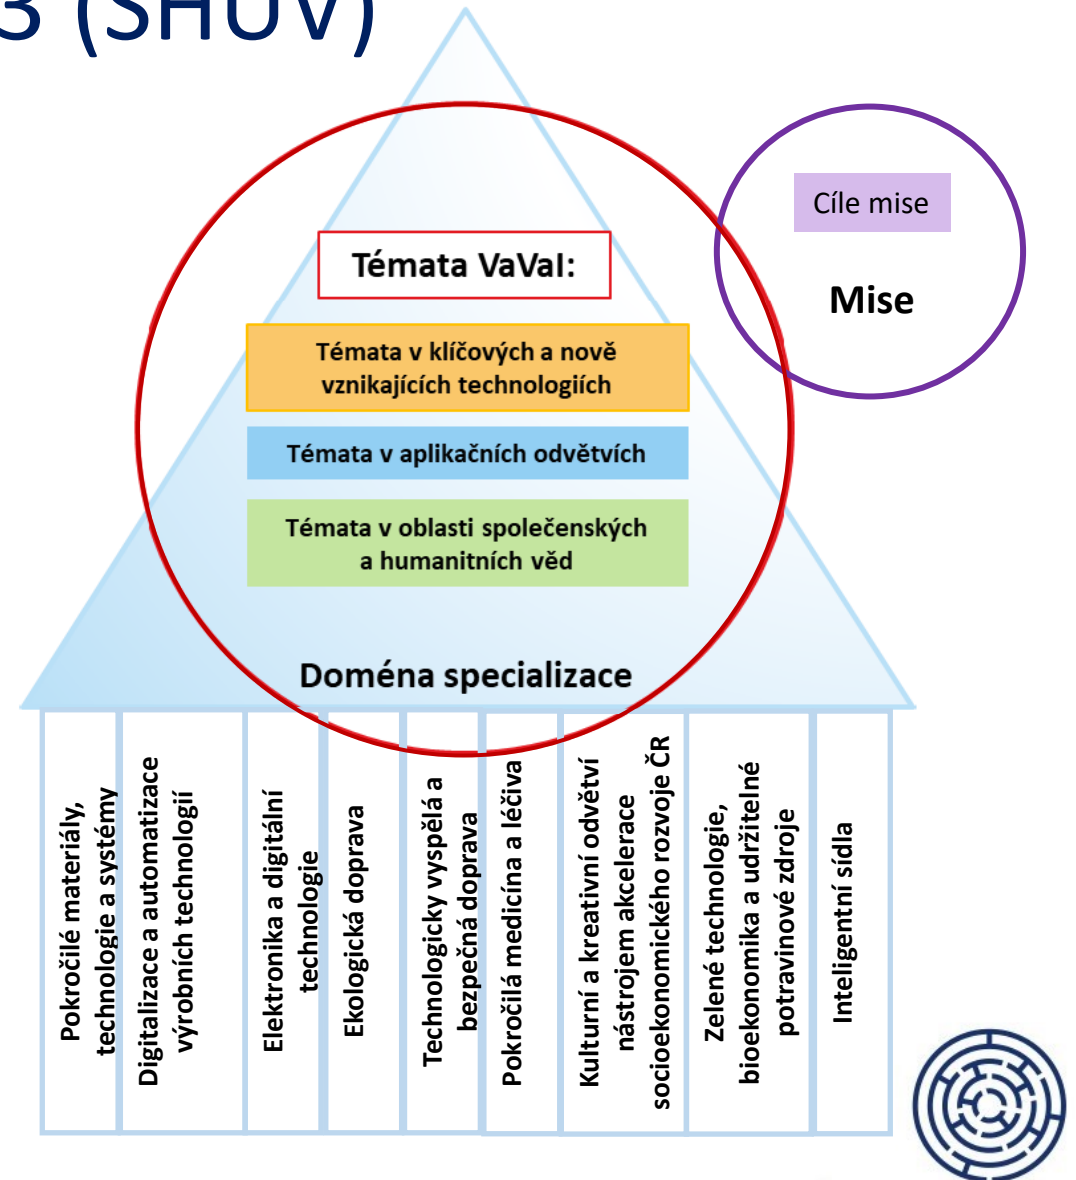 3 (SHUV)
Cíle mise
Mise
Témata VaVaI:
Témata v klíčových a nově
vznikajících technologiích
Témata v aplikačních odvětvích
Témata v oblasti společenských
a humanitních věd
Doména specializace
Pokročilé materiály,
technologie a systémy
Digitalizace a automatizace
výrobních technologií
Elektronika a digitální
technologie
Ekologická doprava
Technologicky vyspělá a
bezpečná doprava
Pokročilá medicína a léčiva
Kulturní a kreativní odvětví
nástrojem akcelerace
socioekonomického rozvoje ČR
Zelené technologie,
bioekonomika a udržitelné
potravinové zdroje
Inteligentní sídla